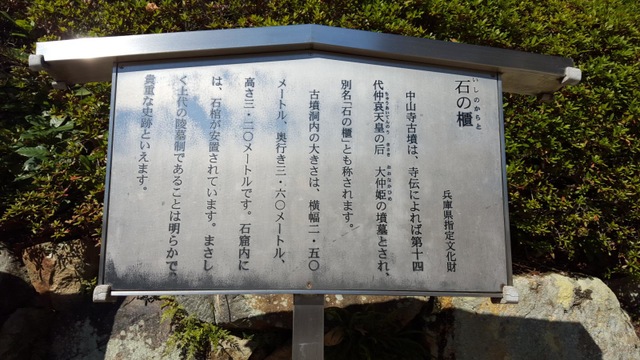 いしのからと
石の櫃
兵庫県指定文化財
中山寺古墳は、寺伝によれば第十四
代仲哀天皇の后 大仲姫の墳墓とされ、
別名「石の櫃」とも称されます。
古墳洞内の大きさは、横幅二・五〇
メートル、奥行き三・六〇メートル、
高さ三・二〇メートルです。石窟内に
は、石棺が安置されています。まさし
く上代の陵墓制であることは明らかで、
貴重な史跡といえます。